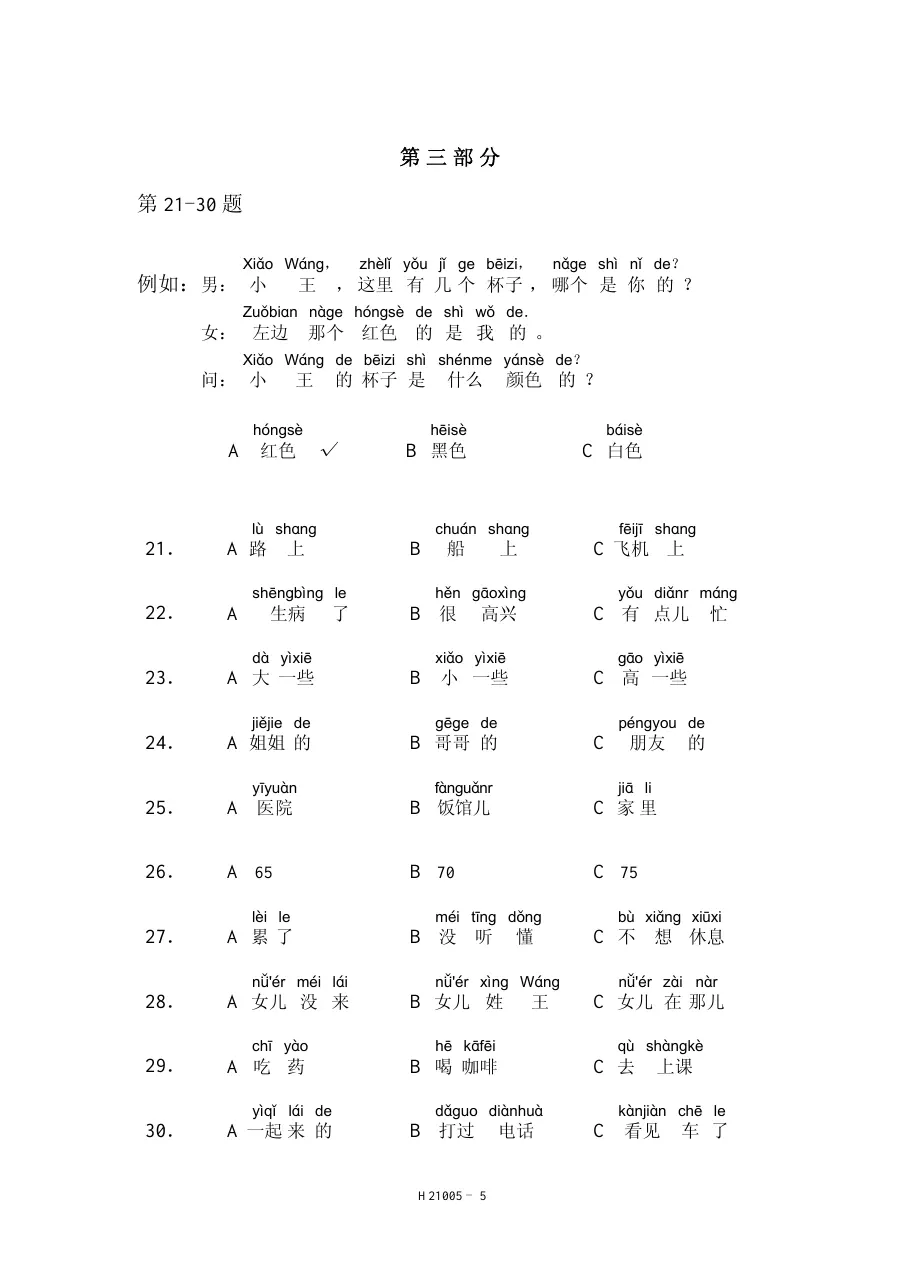 第三部分
第 21-30 题
Xiǎo Wáng, zhèlǐ yǒu jǐ ge bēizi, nǎge shì nǐ de?
例如：男： 小 王 ，这里 有 几 个 杯子 ，哪个 是 你 的 ？
Zuǒbian nàge hóngsè de shì wǒ de.
女： 左边 那个 红色 的 是 我 的 。
Xiǎo Wáng de bēizi shì shénme yánsè de?
问： 小 王 的 杯子 是 什么 颜色 的 ？
hóngsè hēisè báisè
A 红色 √ B 黑色 C 白色
lù shang chuán shang fēijī shang
21. A 路 上 B 船 上 C 飞机 上
shēngbìng le hěn gāoxìng yǒu diǎnr máng
22. A 生病 了 B 很 高兴 C 有 点儿 忙
dà yìxiē xiǎo yìxiē gāo yìxiē
23. A 大 一些 B 小 一些 C 高 一些
jiějie de gēge de péngyou de
24. A 姐姐 的 B 哥哥 的 C 朋友 的
yīyuàn fànguǎnr jiā li
25. A 医院 B 饭馆儿 C 家 里
26. A 65 B 70 C 75
lèi le méi tīng dǒng bù xiǎng xiūxi
27. A 累 了 B 没 听 懂 C 不 想 休息
nǚ'ér méi lái nǚ'ér xìng Wáng nǚ'ér zài nàr
28. A 女儿 没 来 B 女儿 姓 王 C 女儿 在 那儿
chī yào hē kāfēi qù shàngkè
29. A 吃 药 B 喝 咖啡 C 去 上课
yìqǐ lái de dǎguo diànhuà kànjiàn chē le
30. A 一起 来 的 B 打过 电话 C 看见 车 了
H21005 - 5